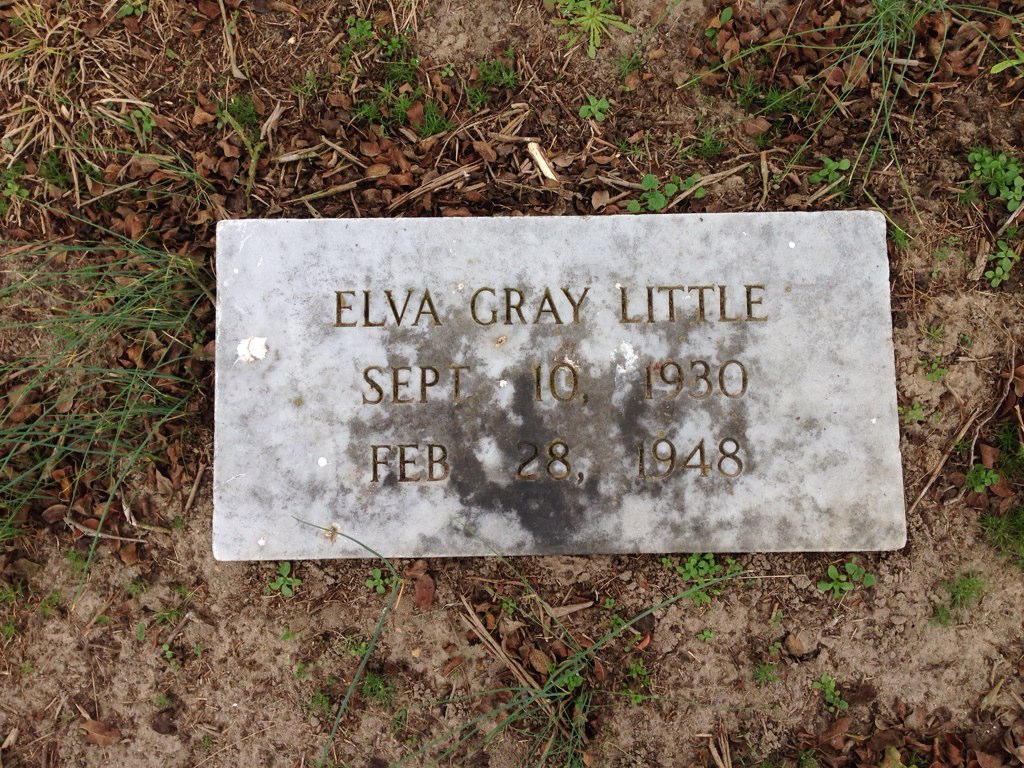 ELVA GRAY LITTLE
SEPT. 10, 1930
FEB 28, 1948